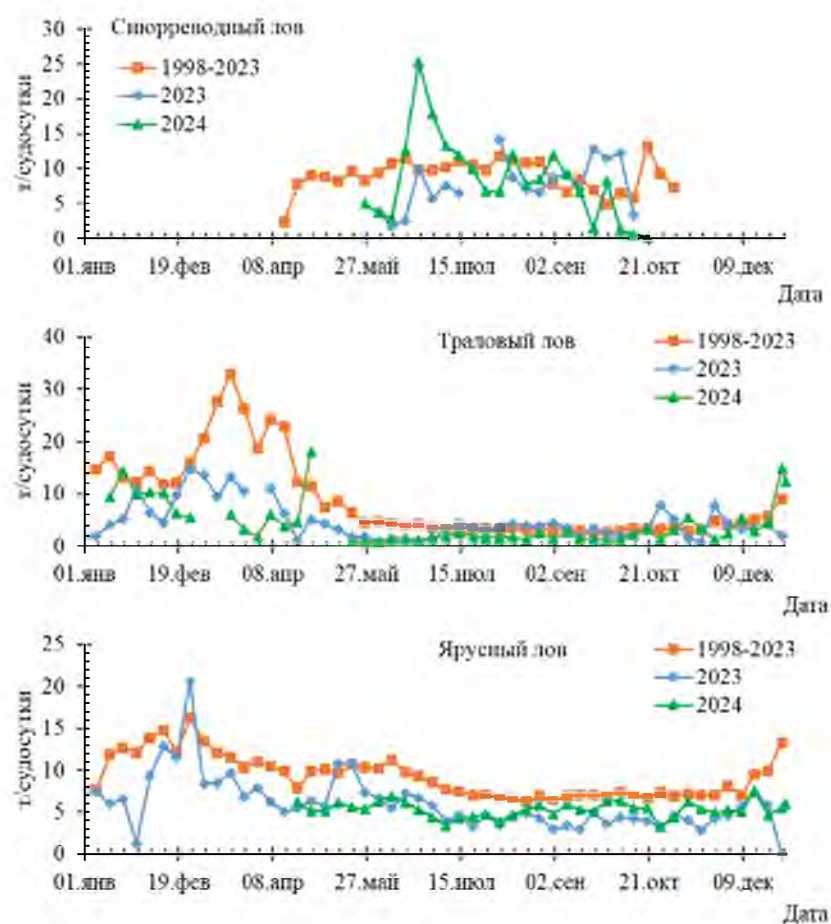 Снюрреводный лов
1998-2023
2023
2024
т/судосутки
30
25
20
15
10
5
0
01.янв 19.фев 08.апр 27.май 15.июл 02.сен 21.окт 09.дек
Дата
Траловый лов
1998-2023
2023
2024
т/судосутки
40
30
20
10
0
01.янв 19.фев 08.апр 27.май 15.июл 02.сен 21.окт 09.дек
Дата
Ярусный лов
1998-2023
2023
2024
т/судосутки
25
20
15
10
5
0
01.янв 19.фев 08.апр 27.май 15.июл 02.сен 21.окт 09.дек
Дата